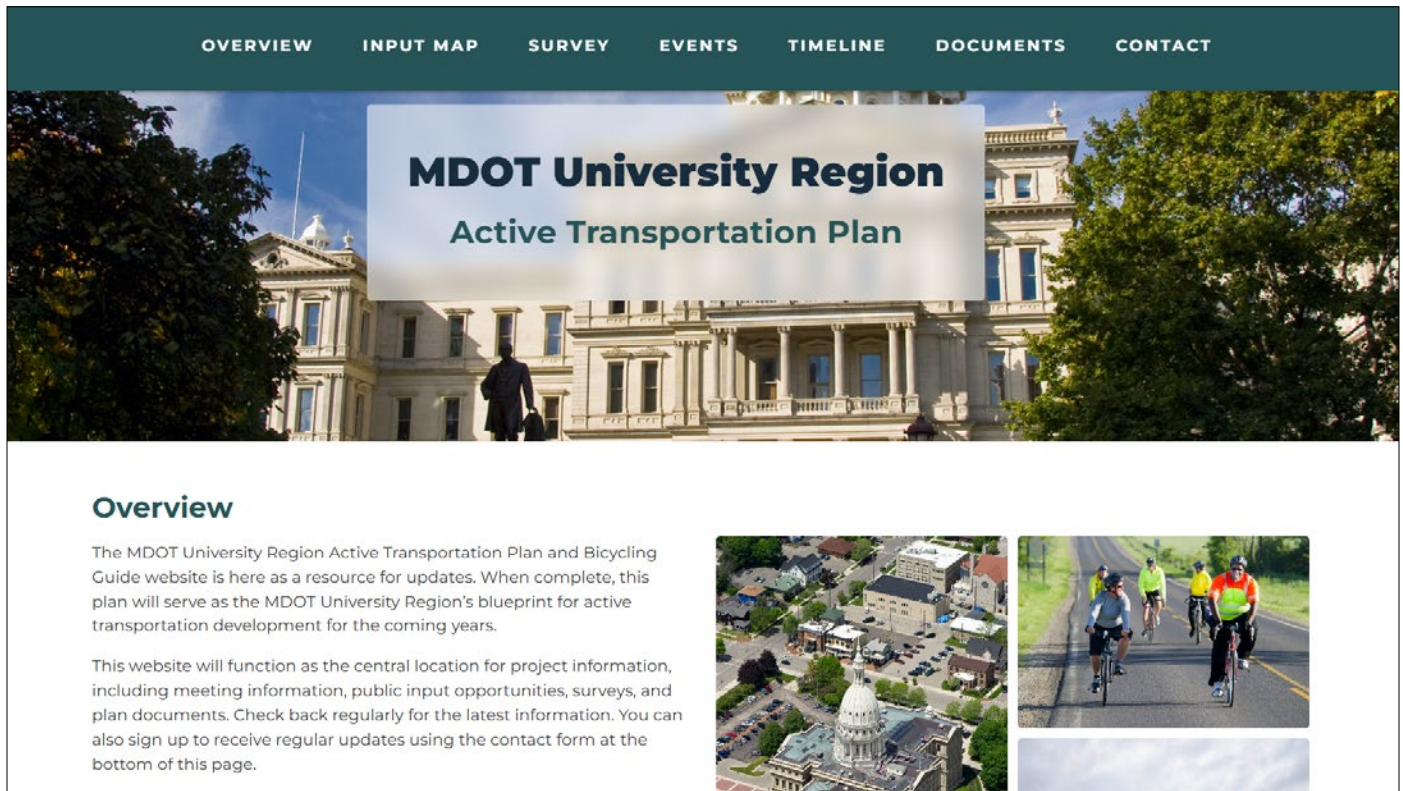 OVERVIEW INPUT MAP SURVEY EVENTS TIMELINE DOCUMENTS CONTACT
MDOT University Region
Active Transportation Plan
Overview
The MDOT University Region Active Transportation Plan and Bicycling
Guide website is here as a resource for updates. When complete, this
plan will serve as the MDOT University Region's blueprint for active
transportation development for the coming years.
This website will function as the central location for project information,
including meeting information, public input opportunities, surveys, and
plan documents. Check back regularly for the latest information. You can
also sign up to receive regular updates using the contact form at the
bottom of this page.